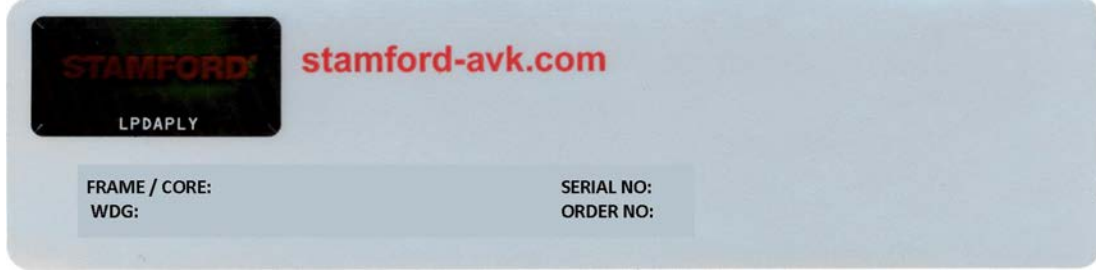 STAMFORD
stamford-avk.com
LPDAPLY
FRAME / CORE: SERIAL NO:
WDG: ORDER NO: